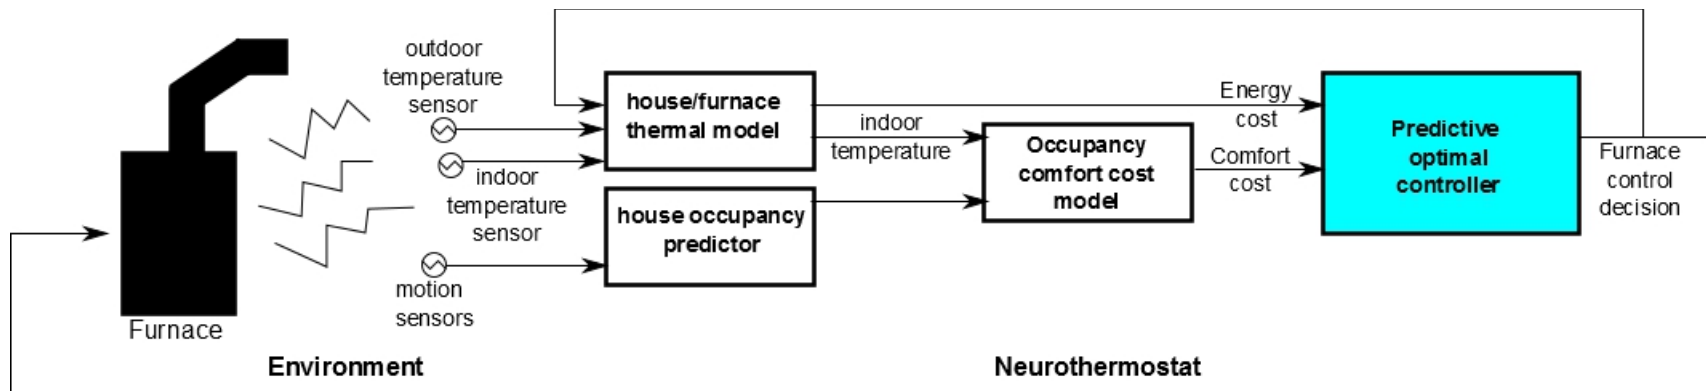 outdoor
temperature
sensor
indoor
temperature
sensor
motion
sensors
Furnace
Environment
house/furnace
thermal model
house occupancy
predictor
indoor
temperature
Occupancy
comfort cost
model
Energy
cost
Comfort
cost
Predictive
optimal
controller
Furnace
control
decision
Neurothermostat